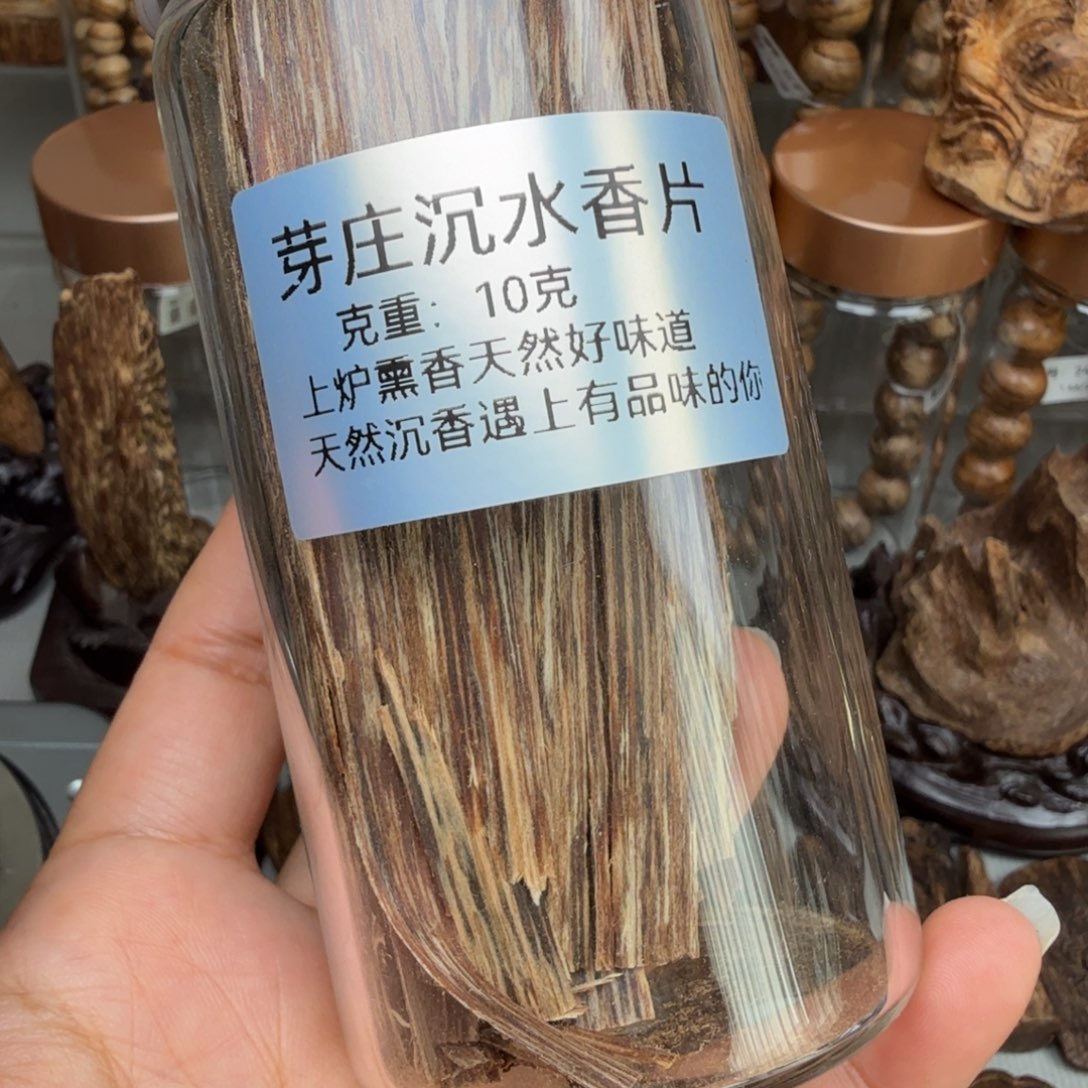 芽庄沉水香片
克重：10克
上炉熏香天然好味道
天然沉香遇上有品味的你